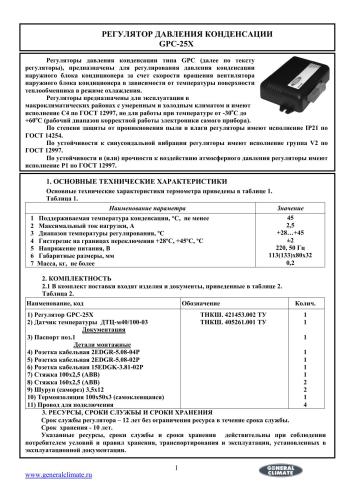 РЕГУЛЯТОР ДАВЛЕНИЯ КОНДЕНСАЦИИ
GPC-25X
Регуляторы давления конденсации типа GPC (далее по тексту
регуляторы), предназначены для регулирования давления конденсации
наружного блока кондиционера за счет скорости вращения вентилятора
наружного блока кондиционера в зависимости от температуры поверхности
теплообменника в режиме охлаждения.
Регуляторы предназначены для эксплуатации в
макроклиматических районах с умеренным и холодным климатом и имеют
исполнение С4 по ГОСТ 12997, но для работы при температуре от -30⁰С до
+60⁰С (рабочий диапазон корректной работы электроники самого прибора).
По степени защиты от проникновения пыли и влаги регуляторы имеют исполнение IP21 по
ГОСТ 14254.
По устойчивости к синусоидальной вибрации регуляторы имеют исполнение группа V2 по
ГОСТ 12997.
По устойчивости и (или) прочности к воздействию атмосферного давления регуляторы имеют
исполнение Р1 по ГОСТ 12997.
1. ОСНОВНЫЕ ТЕХНИЧЕСКИЕ ХАРАКТЕРИСТИКИ
Основные технические характеристики термометра приведены в таблице 1.
Таблица 1.
Наименование параметра Значение
1 Поддерживаемая температура конденсации, °С, не менее 45
2 Максимальный ток нагрузки, А 2,5
3 Диапазон температуры регулирования, °С +28…+45
4 Гистерезис на границах переключения +28°С, +45°С, °С ±2
5 Напряжение питания, В 220, 50 Гц
6 Габаритные размеры, мм 113(133)х80х32
7 Масса, кг, не более 0,2
2. КОМПЛЕКТНОСТЬ
2.1 В комплект поставки входят изделия и документы, приведенные в таблице 2.
Таблица 2.
Наименование, код Обозначение Колич.
1) Регулятор GPC-25X ТНКШ. 421453.002 ТУ 1
2) Датчик температуры ДТЦ-м40/100-03 ТНКШ. 405261.001 ТУ 1
Документация
3) Паспорт поз.1 1
Детали монтажные
4) Розетка кабельная 2EDGR-5.08-04P 1
5) Розетка кабельная 2EDGR-5.08-02P 1
6) Розетка кабельная 15EDGK-3.81-02P 1
7) Стяжка 100х2,5 (АВВ) 1
8) Стяжка 160х2,5 (АВВ) 2
9) Шуруп (саморез) 3,5х12 2
10) Термоизоляция 100х50х3 (самоклеящаяся) 1
11) Провод для подключения 4
3. РЕСУРСЫ, СРОКИ СЛУЖБЫ И СРОКИ ХРАНЕНИЯ
Срок службы регулятора – 12 лет без ограничения ресурса в течение срока службы.
Срок хранения - 10 лет.
Указанные ресурсы, сроки службы и сроки хранения действительны при соблюдении
потребителем условий и правил хранения, транспортирования и эксплуатации, установленных в
эксплуатационной документации.
1
www.generalclimate.ru
GENERAL
CLIMATE